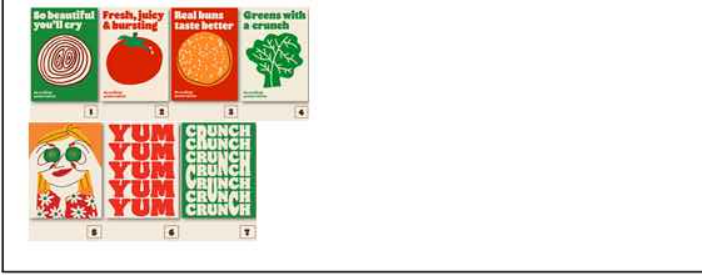 So beautiful
you'll cry
Fresh, juicy
& bursting
Real buns
taste better
Greens with
a crunch
1
2
3
4
YUM
YUM
YUM
YUM
YUM
CRUNCH
CRUNCH
CRUNCH
CRUNCH
CRUNCH
CRUNCH
CRUNCH
5
6
7